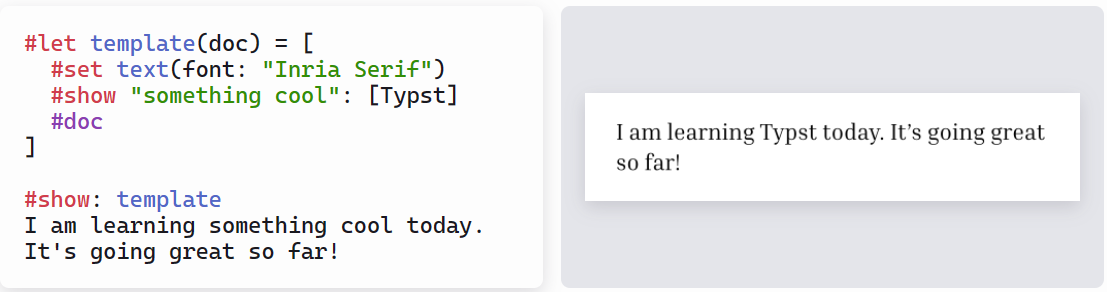 #let template(doc) = [
  #set text(font: "Inria Serif")
  #show "something cool": [Typst]
  #doc
]

#show: template
I am learning something cool today.
It's going great so far!

I am learning Typst today. It’s going great
so far!